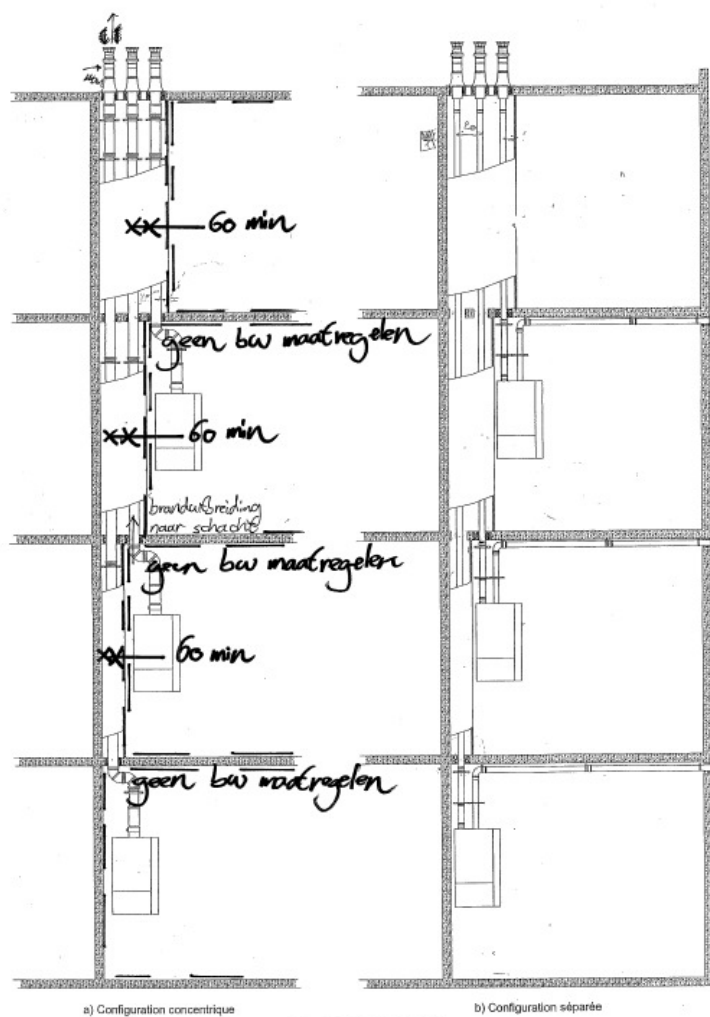 60 min
geen bw maatregelen
60 min
branduitbreiding
naar schacht
geen bw maatregelen
60 min
geen bw maatregelen
a) Configuration concentrique
b) Configuration séparée